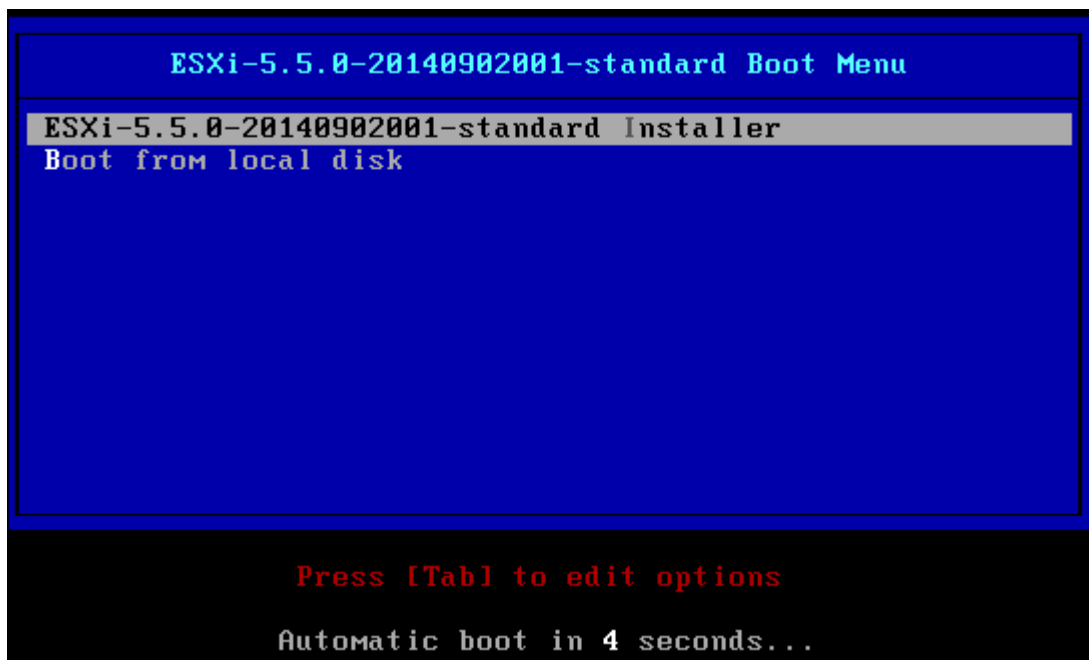 ESXi-5.5.0-20140902001-standard Boot Menu
ESXi-5.5.0-20140902001-standard Installer
Boot from local disk
Press [Tab] to edit options
Automatic boot in 4 seconds...